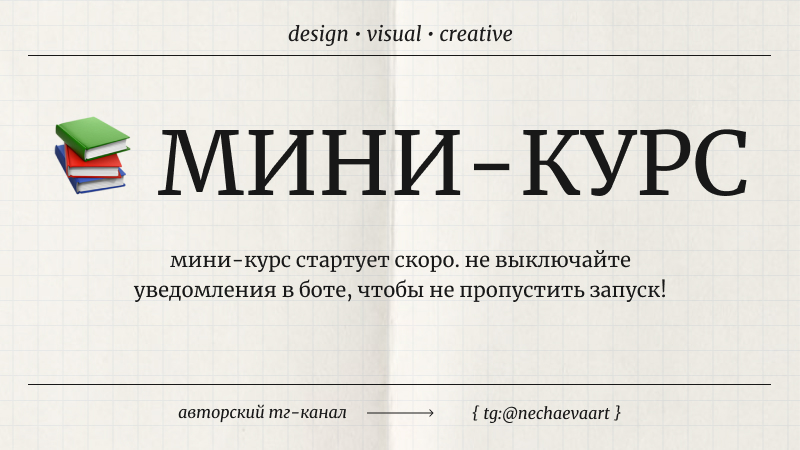 design • visual • creative
МИНИ-КУРС
мини-курс стартует скоро. не выключайте
уведомления в боте, чтобы не пропустить запуск!
авторский тг-канал
{ tg:@nechaevaart }